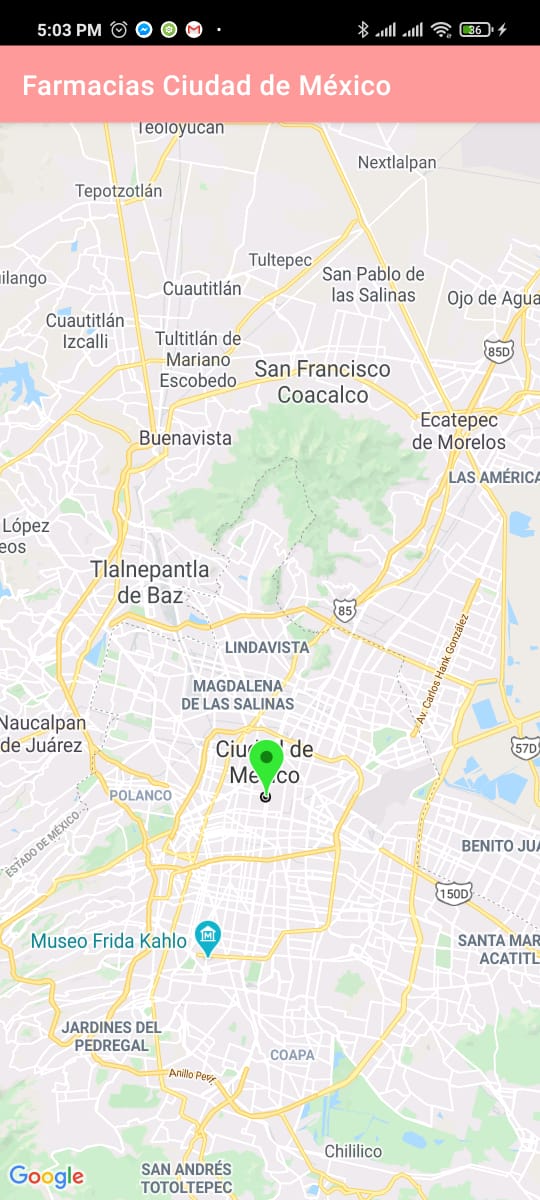 5:03 PM
36
Farmacias Ciudad de México
Teoloyucan
Nextlalpan
Tepotzotlán
Tultepec
San Pablo de
las Salinas
Cuautitlán
Ojo de Agua
Cuautitlán
Izcalli
Tultitlán de
Mariano
Escobedo
85D
San Francisco
Coacalco
Ecatepec
de Morelos
Buenavista
LAS AMÉRICA
López
eos
Tlalnepantla
de Baz
85
Av. Carlos Hank González
LINDAVISTA
MAGDALENA
DE LAS SALINAS
Naucalpan
de Juárez
Ciudad de
México
57D
POLANCO
ESTADO DE MÉXICO
BENITO JUÁ
150D
Museo Frida Kahlo
SANTA MAR
ACATITL
JARDINES DEL
PEDREGAL
COAPA
Anillo Perif.
Chililico
Google
SAN ANDRÉS
TOTOLTEPEC